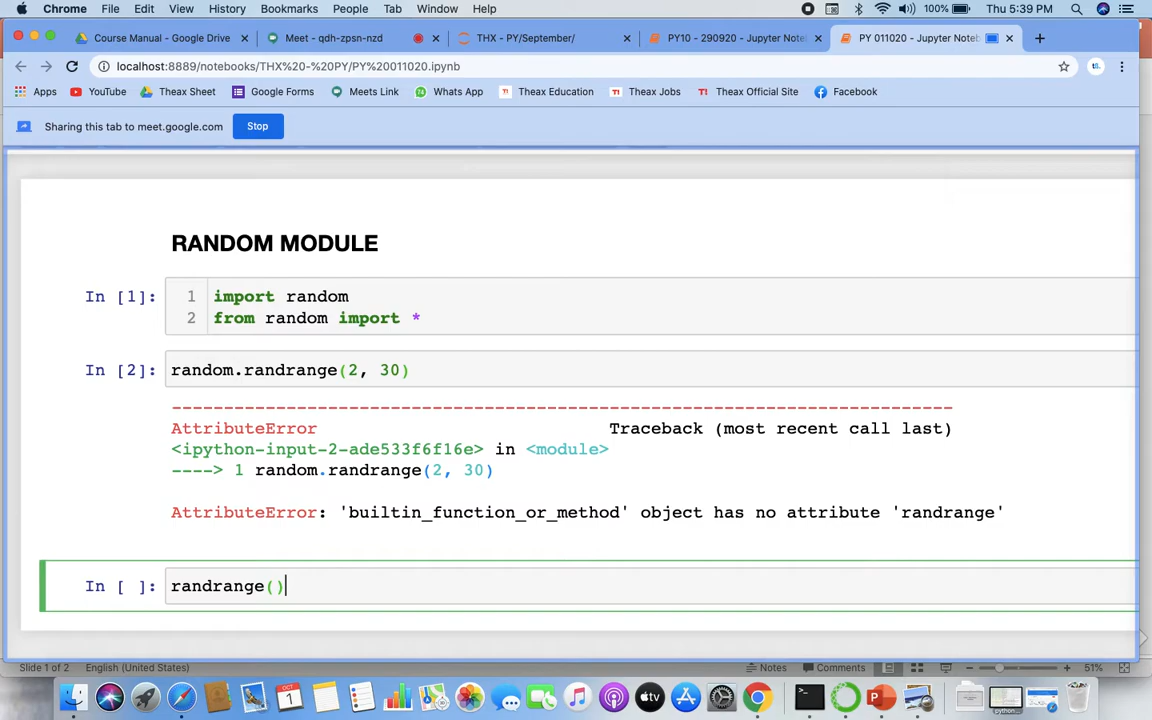 Chrome File Edit View History Bookmarks People Tab Window Help 100% Thu 5:39 PM
Course Manual - Google Drive Meet - qdh-zpsn-nzd THX - PY/September/ PY10 - 290920 - Jupyter Note PY 011020 - Jupyter Noteb
localhost:8889/notebooks/THX%20-%20PY/PY%20011020.ipynb
Apps YouTube Theax Sheet Google Forms Meets Link Whats App Theax Education Theax Jobs Theax Official Site Facebook
Sharing this tab to meet.google.com Stop
RANDOM MODULE
In [1]: 1 import random
2 from random import *
In [2]: random.randrange(2, 30)
---------------------------------------------------------------------------
AttributeError Traceback (most recent call last)
<ipython-input-2-ade533f6f16e> in <module>
----> 1 random.randrange(2, 30)
AttributeError: 'builtin_function_or_method' object has no attribute 'randrange'
In [ ]: randrange()
Slide 1 of 2 English (United States) Notes Comments 51%
OCT 1 tv